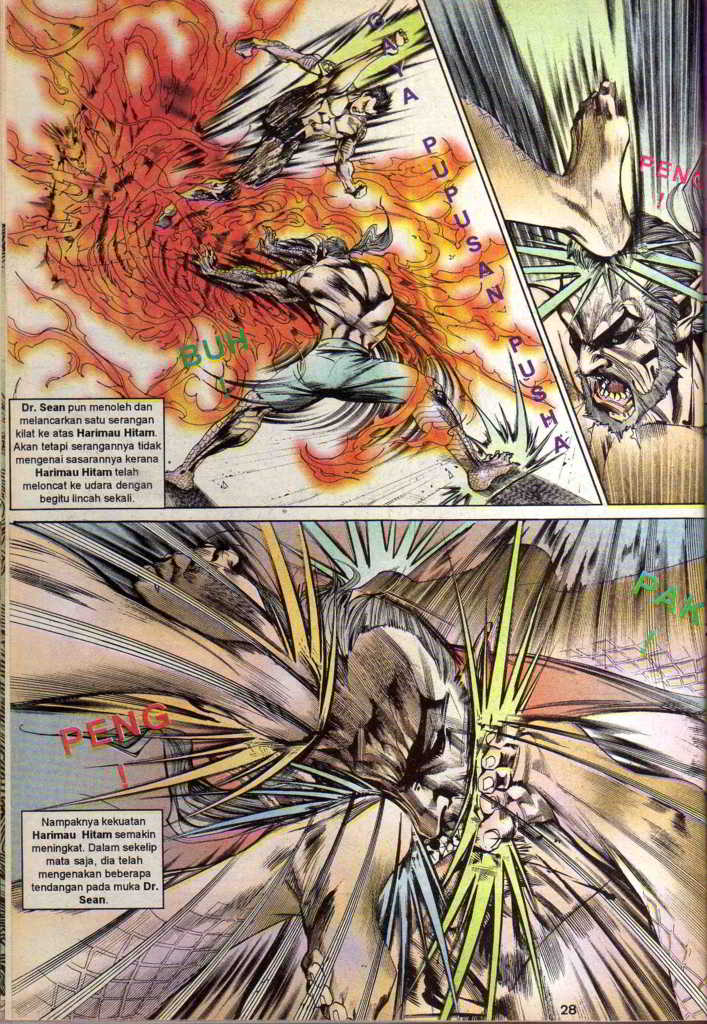 GAYA PUPUSAN PUSHA
PENG
!
BUH
!
Dr. Sean pun menoleh dan
melancarkan satu serangan
kilat ke atas Harimau Hitam.
Akan tetapi serangannya tidak
mengenai sasarannya kerana
Harimau Hitam telah
meloncat ke udara dengan
begitu lincah sekali.
PAK
!
PENG
!
Nampaknya kekuatan
Harimau Hitam semakin
meningkat. Dalam sekelip
mata saja, dia telah
mengenakan beberapa
tendangan pada muka Dr.
Sean.
28